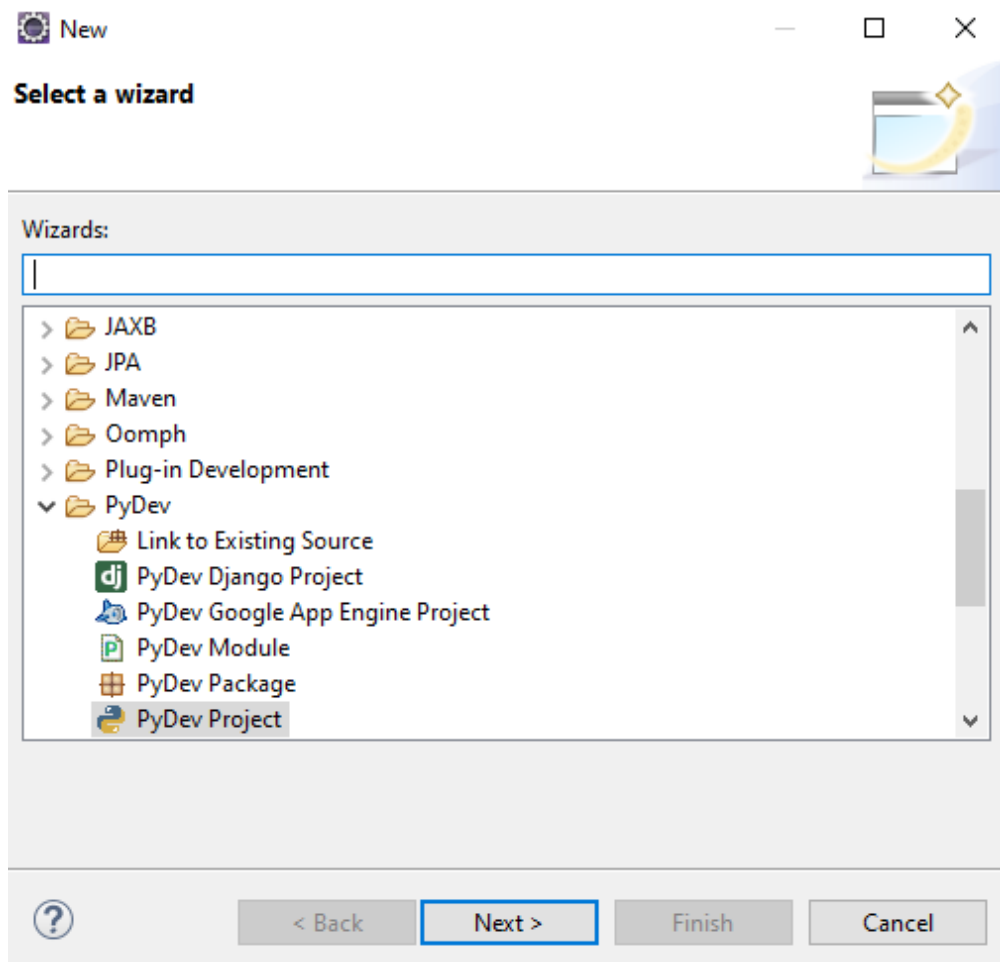 New
Select a wizard
Wizards:
JAXB
JPA
Maven
Oomph
Plug-in Development
PyDev
Link to Existing Source
dj PyDev Django Project
PyDev Google App Engine Project
P PyDev Module
PyDev Package
PyDev Project
? < Back Next > Finish Cancel